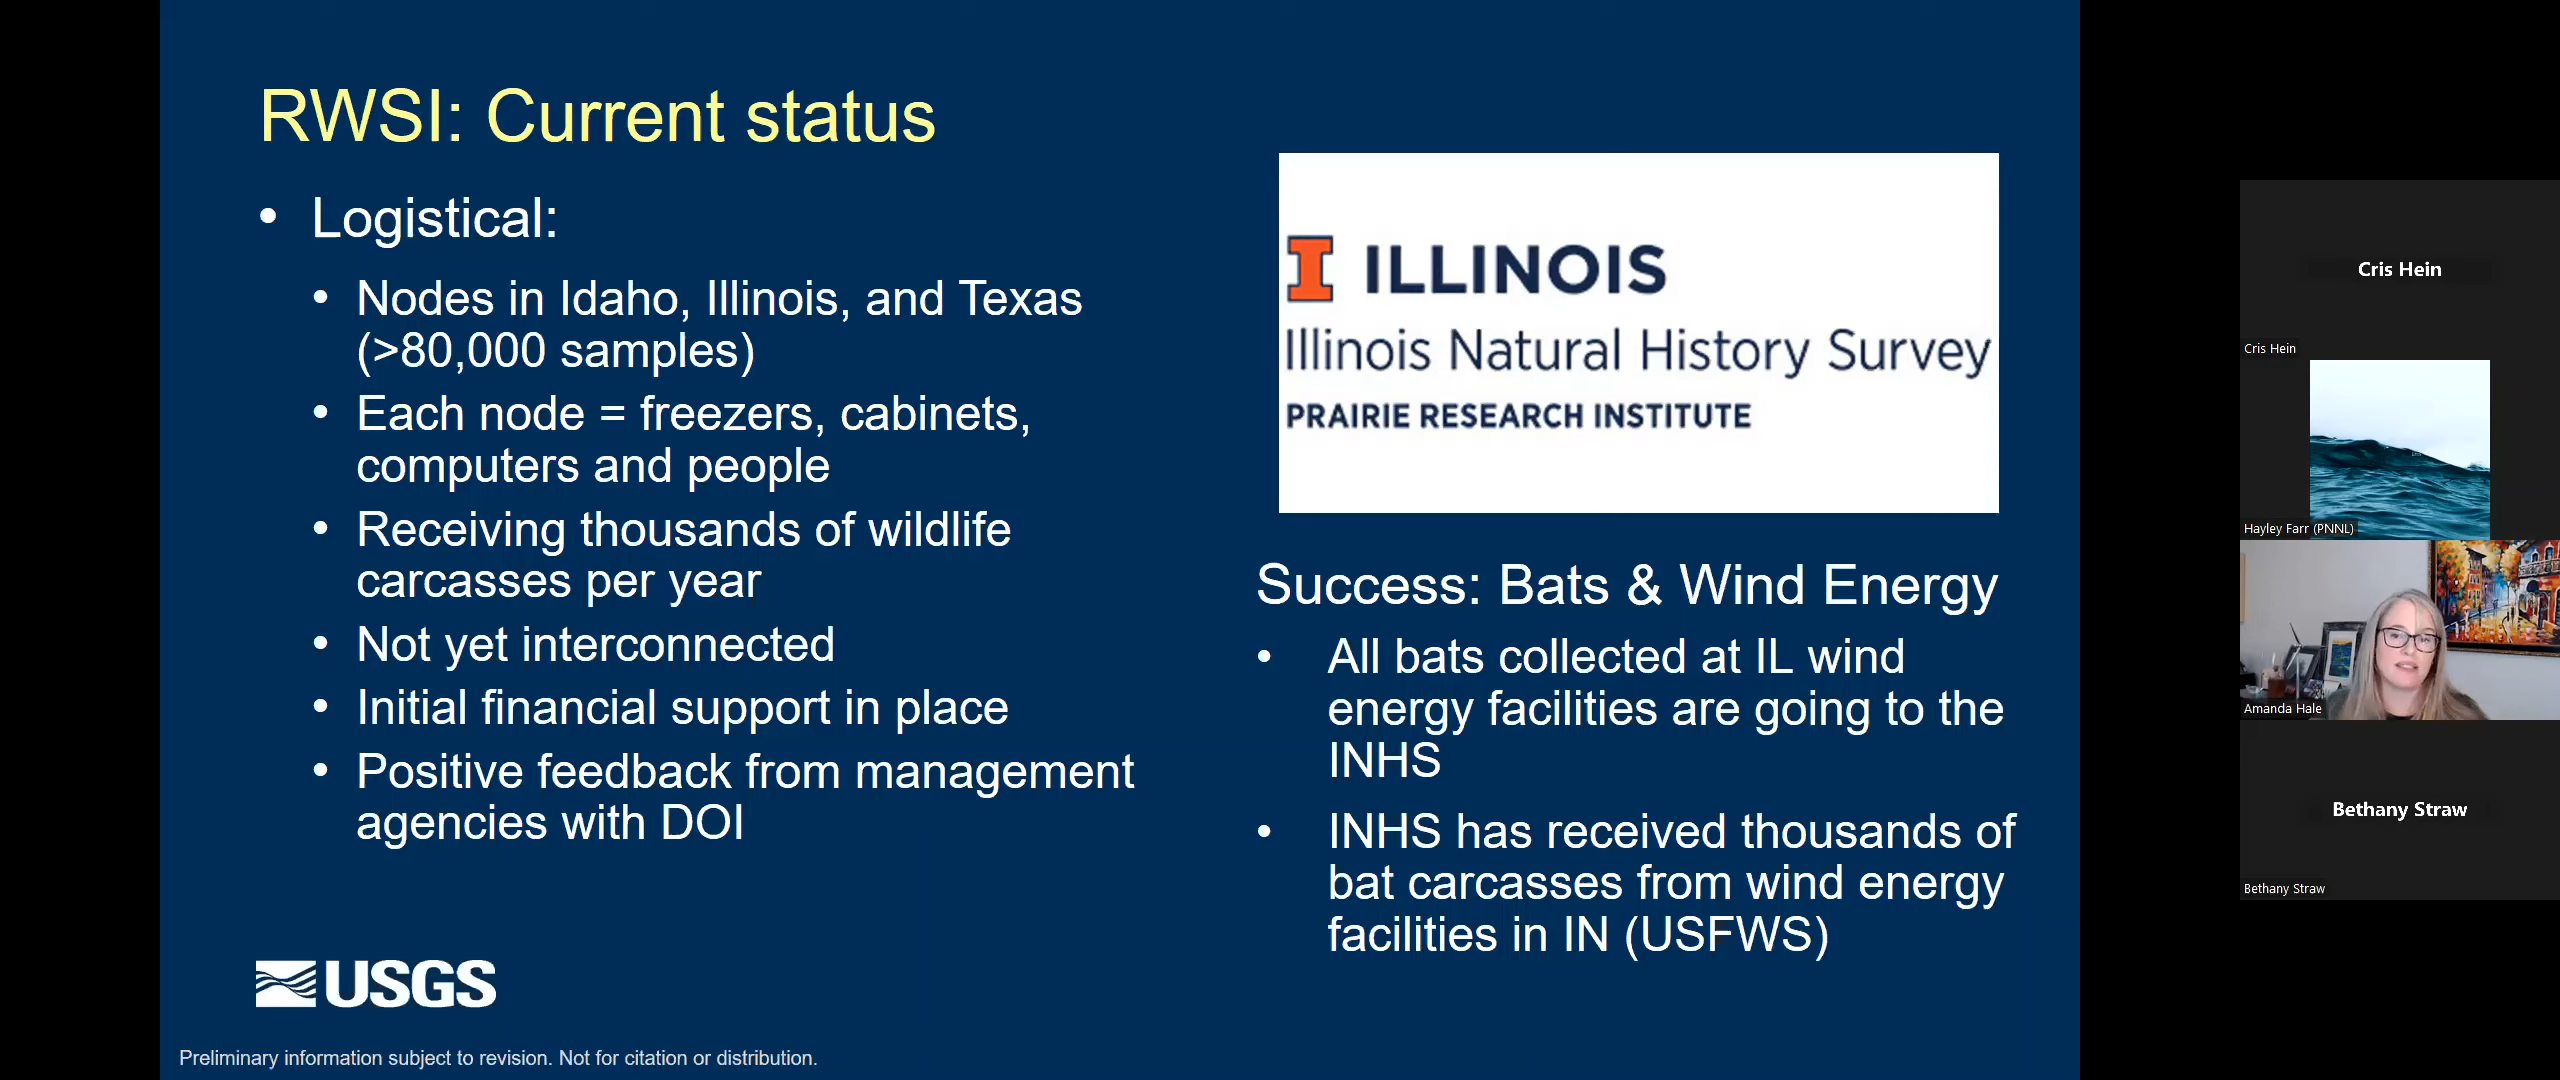 RWSI: Current status
• Logistical:
• Nodes in Idaho, Illinois, and Texas
(>80,000 samples)
• Each node = freezers, cabinets,
computers and people
• Receiving thousands of wildlife
carcasses per year
• Not yet interconnected
• Initial financial support in place
• Positive feedback from management
agencies with DOI
USGS
Preliminary information subject to revision. Not for citation or distribution.
I ILLINOIS
Illinois Natural History Survey
PRAIRIE RESEARCH INSTITUTE
Success: Bats & Wind Energy
• All bats collected at IL wind
energy facilities are going to the
INHS
• INHS has received thousands of
bat carcasses from wind energy
facilities in IN (USFWS)
Cris Hein
Cris Hein
Hayley Farr (PNNL)
Amanda Hale
Bethany Straw
Bethany Straw